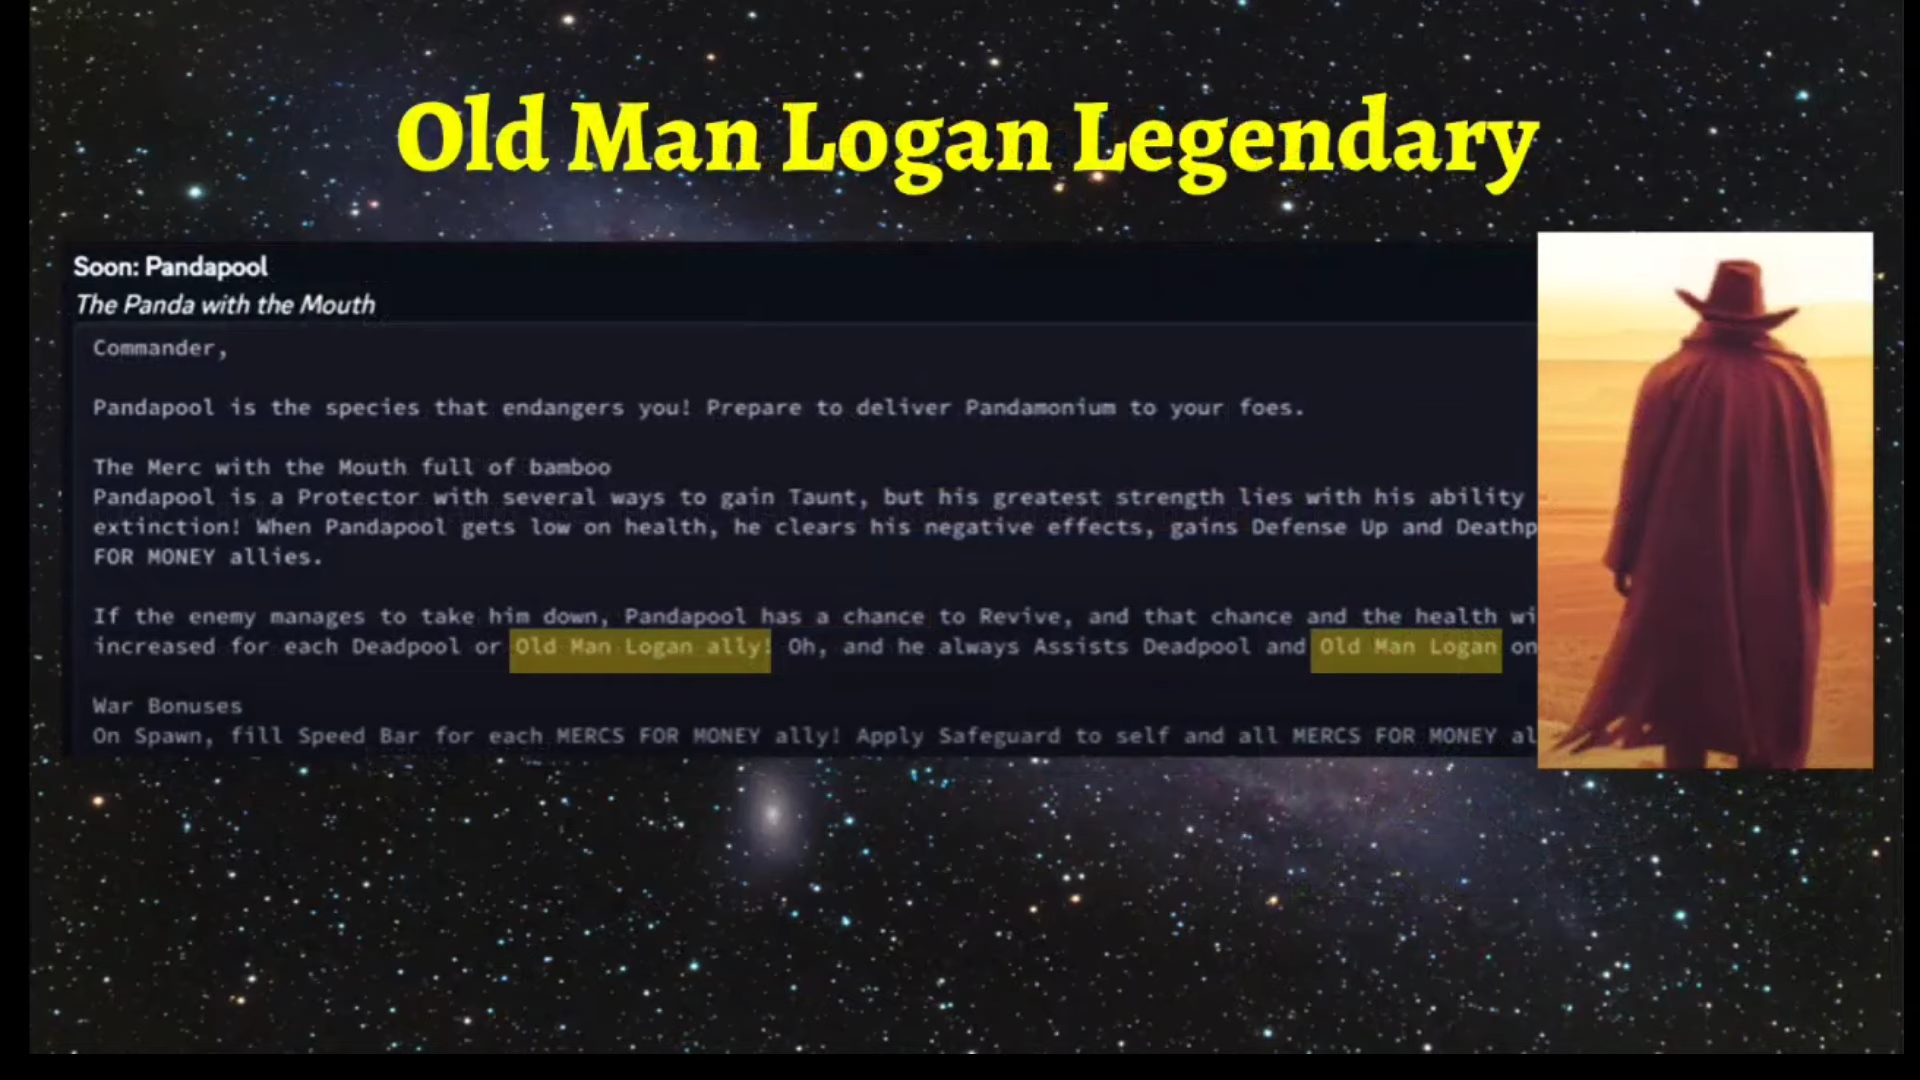 Old Man Logan Legendary
Soon: Pandapool
The Panda with the Mouth
Commander,
Pandapool is the species that endangers you! Prepare to deliver Pandamonium to your foes.
The Merc with the Mouth full of bamboo
Pandapool is a Protector with several ways to gain Taunt, but his greatest strength lies with his ability
extinction! When Pandapool gets low on health, he clears his negative effects, gains Defense Up and Deathp
FOR MONEY allies.
If the enemy manages to take him down, Pandapool has a chance to Revive, and that chance and the health wi
increased for each Deadpool or Old Man Logan ally! Oh, and he always Assists Deadpool and Old Man Logan on
War Bonuses
On Spawn, fill Speed Bar for each MERCS FOR MONEY ally! Apply Safeguard to self and all MERCS FOR MONEY al